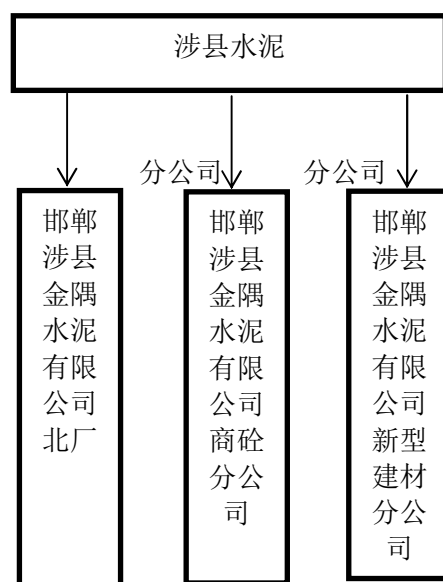 涉县水泥
分公司
分公司
邯郸
涉县
金隅
水泥
有限
公司
北厂
邯郸
涉县
金隅
水泥
有限
公司
商砼
分公
司
邯郸
涉县
金隅
水泥
有限
公司
新型
建材
分公
司